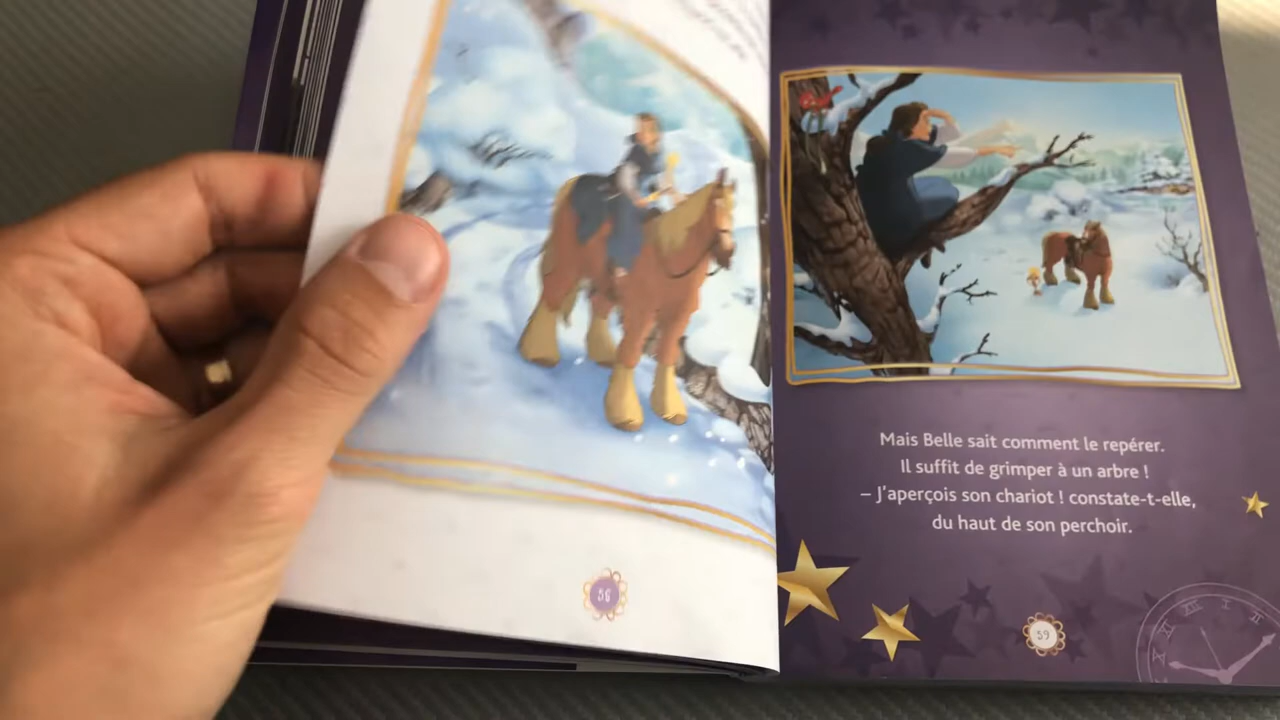 56
Mais Belle sait comment le repérer.
Il suffit de grimper à un arbre !
– J'aperçois son chariot ! constate-t-elle,
du haut de son perchoir.
59